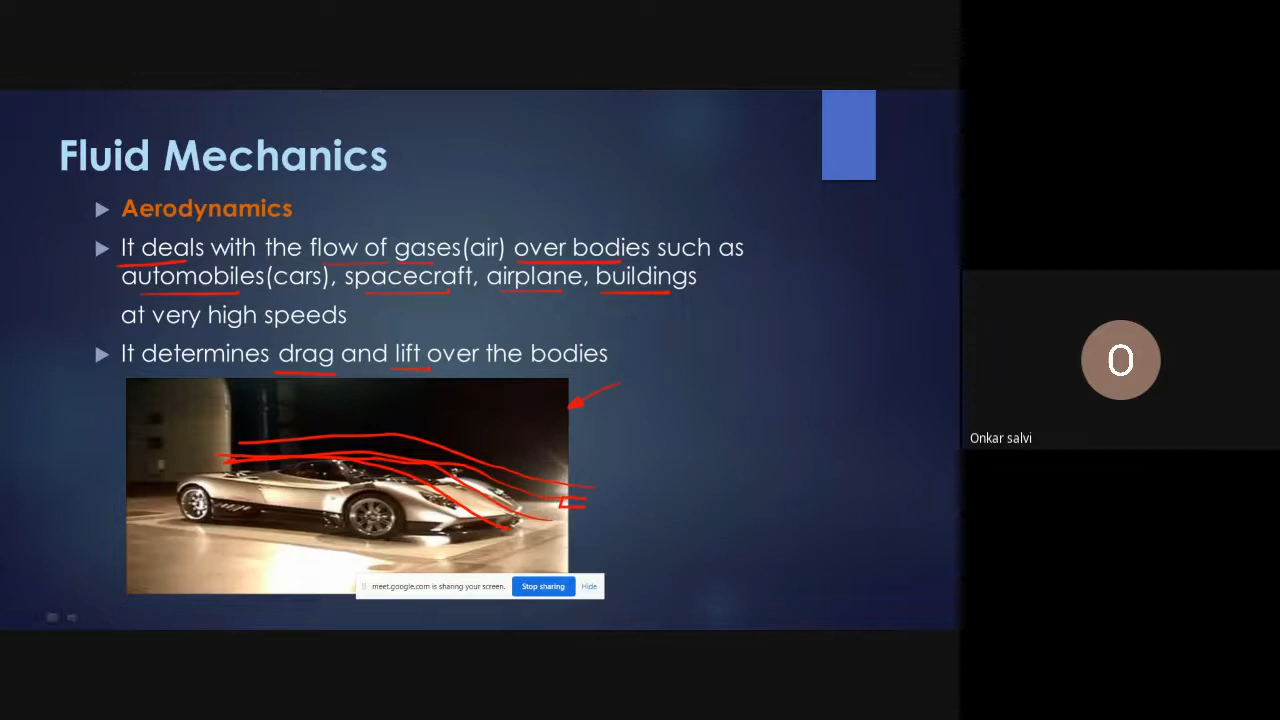 Fluid Mechanics
Aerodynamics
It deals with the flow of gases(air) over bodies such as
automobiles(cars), spacecraft, airplane, buildings
at very high speeds
It determines drag and lift over the bodies
meet.google.com is sharing your screen. Stop sharing Hide
O
Onkar salvi